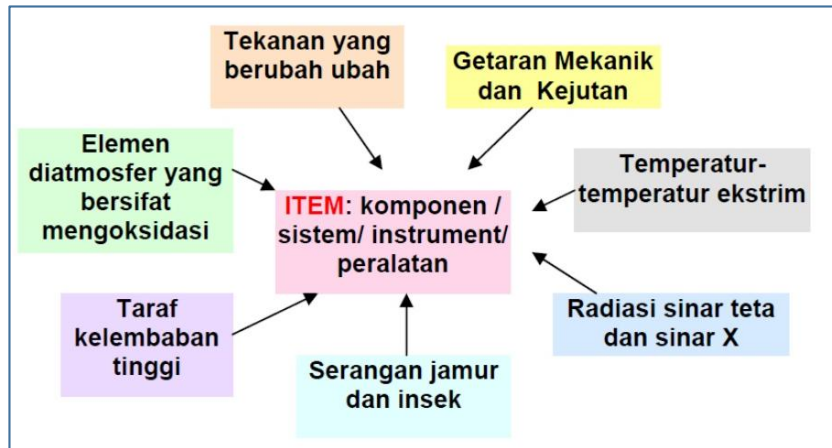 Tekanan yang
berubah ubah
Getaran Mekanik
dan Kejutan
Elemen
diatmosfer yang
bersifat
mengoksidasi
Temperatur-
temperatur ekstrim
ITEM: komponen /
sistem/ instrument/
peralatan
Taraf
kelembaban
tinggi
Serangan jamur
dan insek
Radiasi sinar teta
dan sinar X